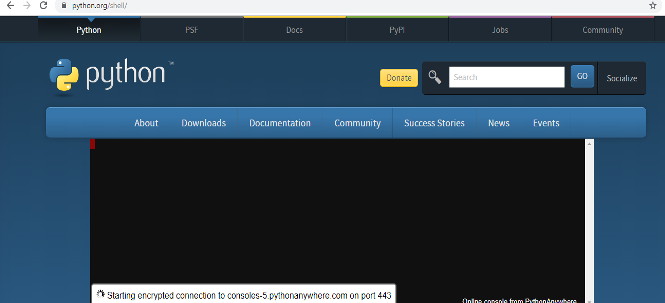 python.org/shell/
Python PSF Docs PyPI Jobs Community
python™
Donate Search GO Socialize
About Downloads Documentation Community Success Stories News Events
Starting encrypted connection to consoles-5.pythonanywhere.com on port 443
Online console from PythonAnywhere